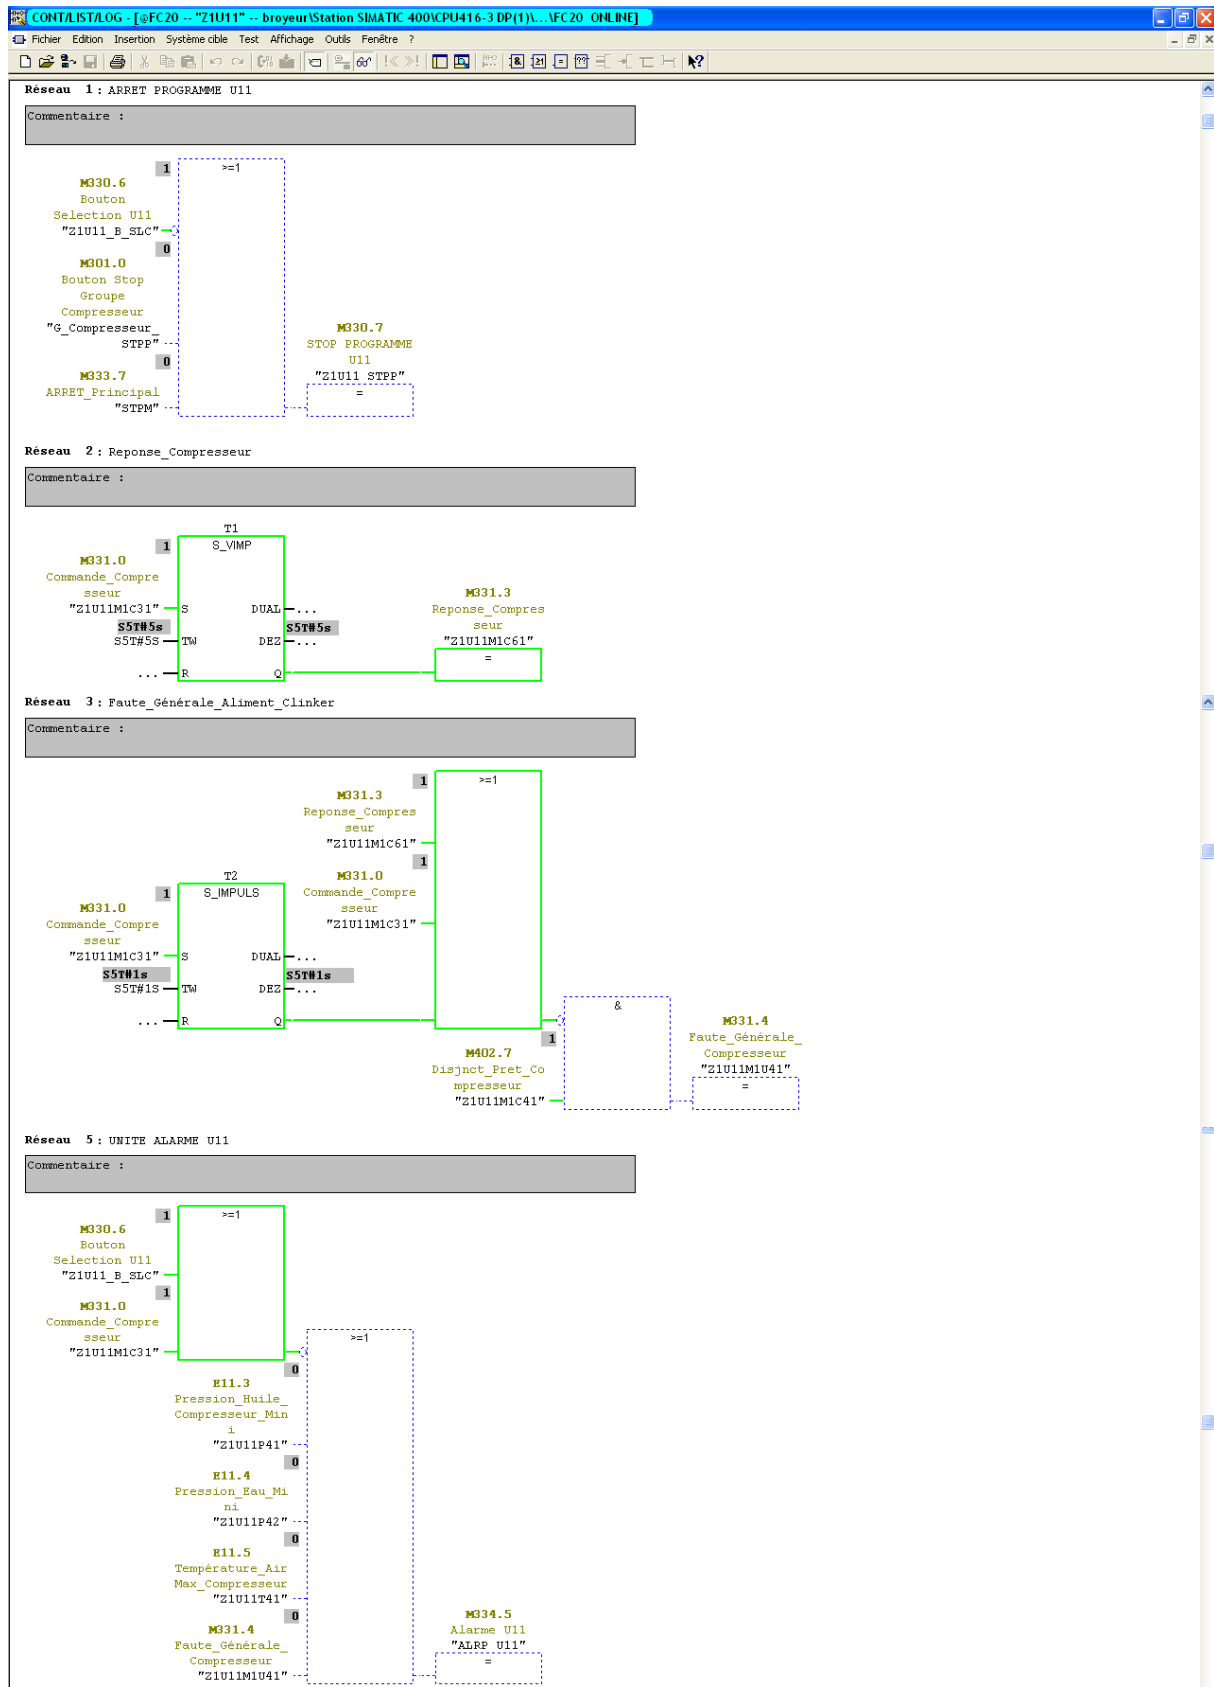 CONT/LIST/LOG - [@FC20 -- "Z1U11" -- broyeur\Station SIMATIC 400\CPU416-3 DP(1)\...\FC20 ONLINE]
Fichier Edition Insertion Système cible Test Affichage Outils Fenêtre ?
Réseau 1 : ARRET PROGRAMME U11
Commentaire :
1
>=1
M330.6
Bouton
Selection U11
"Z1U11_B_SLC"
0
M301.0
Bouton Stop
Groupe
Compresseur
"G_Compresseur_
STPP"
0
M333.7
ARRET_Principal
"STPM"
M330.7
STOP PROGRAMME
U11
"Z1U11 STPP"
=
Réseau 2 : Reponse_Compresseur
Commentaire :
T1
1
S_VIMP
M331.0
Commande_Compre
sseur
"Z1U11M1C31"
S
DUAL
...
S5T#5s
S5T#5s
S5T#5S
TW
DEZ
...
...
R
Q
M331.3
Reponse_Compres
seur
"Z1U11M1C61"
=
Réseau 3 : Faute_Générale_Aliment_Clinker
Commentaire :
1
>=1
M331.3
Reponse_Compres
seur
"Z1U11M1C61"
1
M331.0
Commande_Compre
sseur
"Z1U11M1C31"
T2
1
S_IMPULS
M331.0
Commande_Compre
sseur
"Z1U11M1C31"
S
DUAL
...
S5T#1s
S5T#1s
S5T#1S
TW
DEZ
...
...
R
Q
&
1
M402.7
Disjnct_Pret_Co
mpresseur
"Z1U11M1C41"
M331.4
Faute_Générale_
Compresseur
"Z1U11M1U41"
=
Réseau 5 : UNITE ALARME U11
Commentaire :
1
>=1
M330.6
Bouton
Selection U11
"Z1U11_B_SLC"
1
M331.0
Commande_Compre
sseur
"Z1U11M1C31"
>=1
0
E11.3
Pression_Huile_
Compresseur_Min
i
"Z1U11P41"
0
E11.4
Pression_Eau_Mi
ni
"Z1U11P42"
0
E11.5
Température_Air
Max_Compresseur
"Z1U11T41"
0
M331.4
Faute_Générale_
Compresseur
"Z1U11M1U41"
M334.5
Alarme U11
"ALRP U11"
=